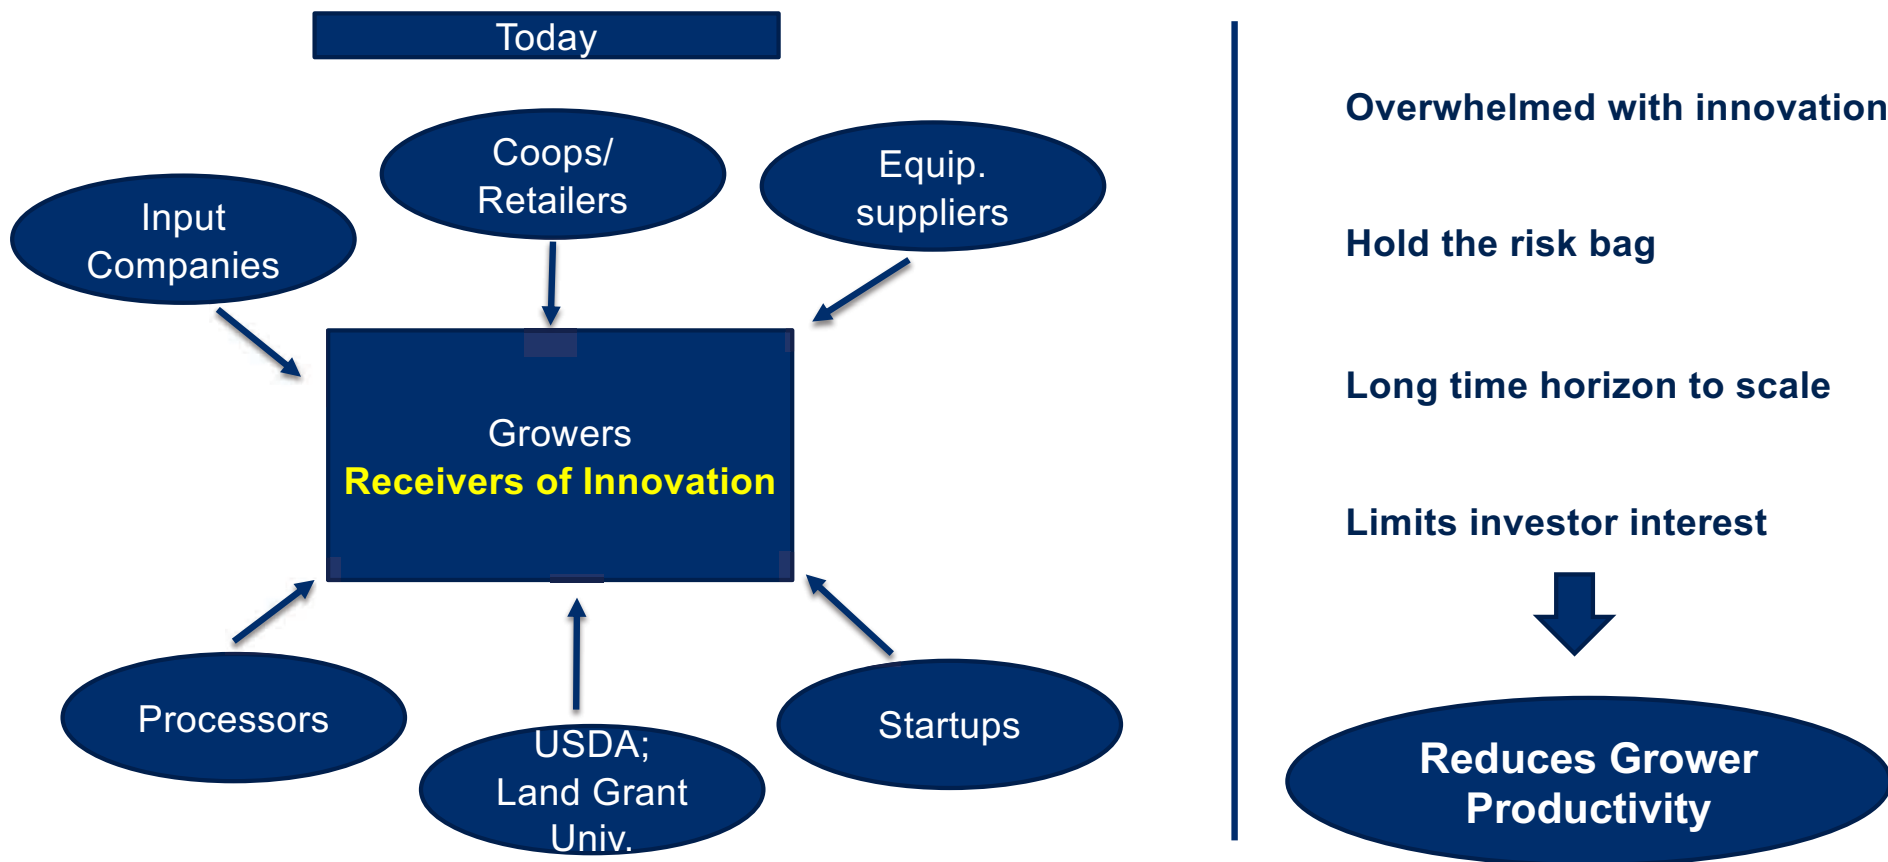 Today
Input
Companies
Coops/
Retailers
Equip.
suppliers
Growers
Receivers of Innovation
Processors
USDA;
Land Grant
Univ.
Startups
Overwhelmed with innovation
Hold the risk bag
Long time horizon to scale
Limits investor interest
Reduces Grower
Productivity